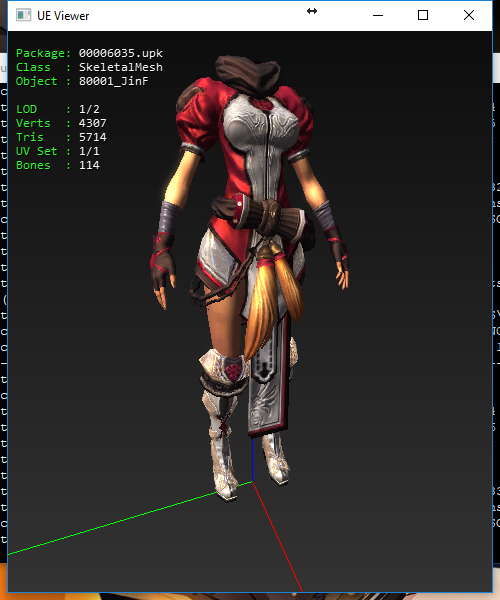 UE Viewer
Package: 00006035.upk
Class : SkeletalMesh
Object : 80001_JinF
LOD : 1/2
Verts : 4307
Tris : 5714
UV Set : 1/1
Bones : 114